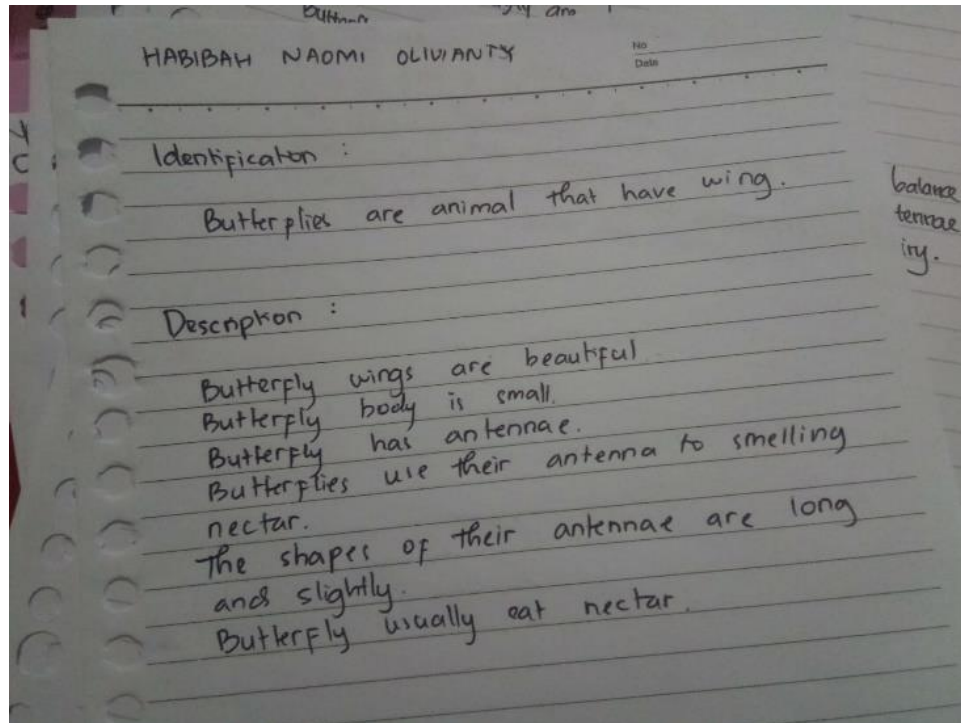 HABIBAH NAOMI OLIVIANTY
No
Date
Identification :
Butterflies are animal that have wing.
Description :
Butterfly wings are beautiful
Butterfly body is small.
Butterfly has antennae.
Butterflies use their antenna to smelling
nectar.
The shapes of their antennae are long
and slightly.
Butterfly usually eat nectar.
balance
tennae